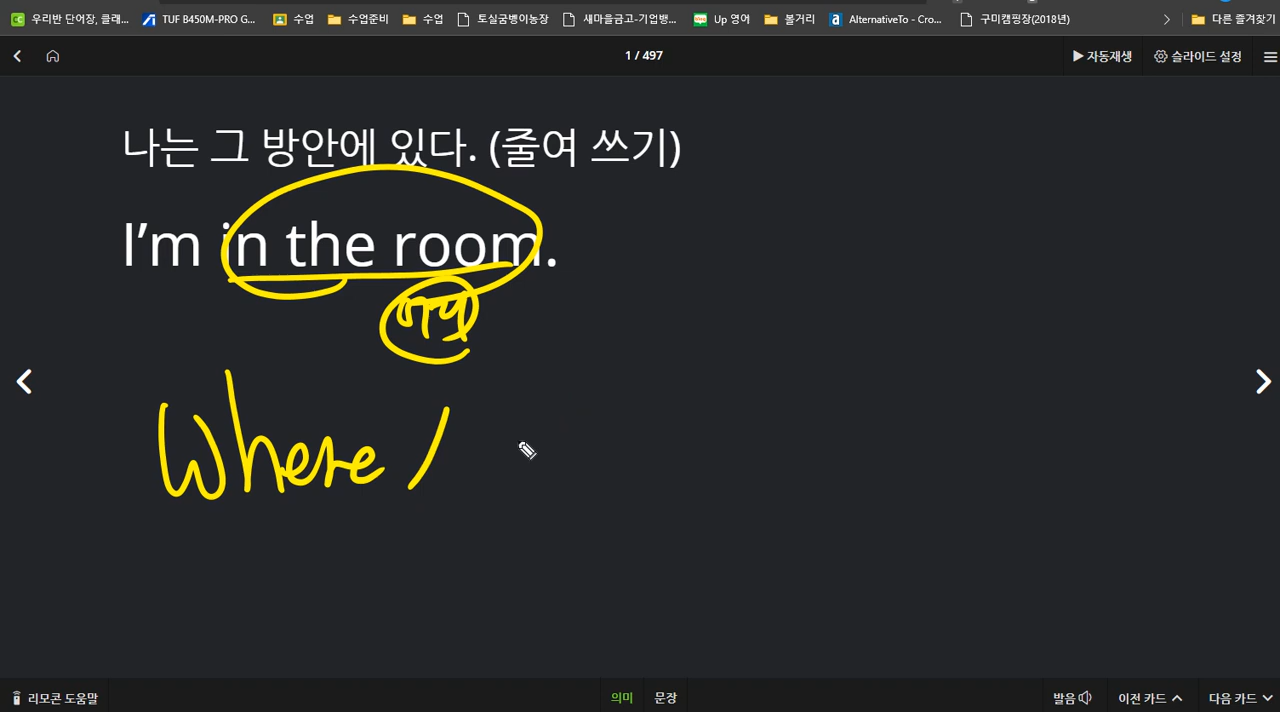 우리반 단어장, 클래... TUF B450M-PRO G... 수업 수업준비 수업 토실굼벵이농장 새마을금고-기업뱅... Up 영어 볼거리 AlternativeTo - Cro... 구미캠핑장(2018년) 다른 즐겨찾기
1 / 497 자동재생 슬라이드 설정
나는 그 방안에 있다. (줄여 쓰기)
I’m in the room.
Where /
리모콘 도움말 의미 문장 발음 이전 카드 다음 카드